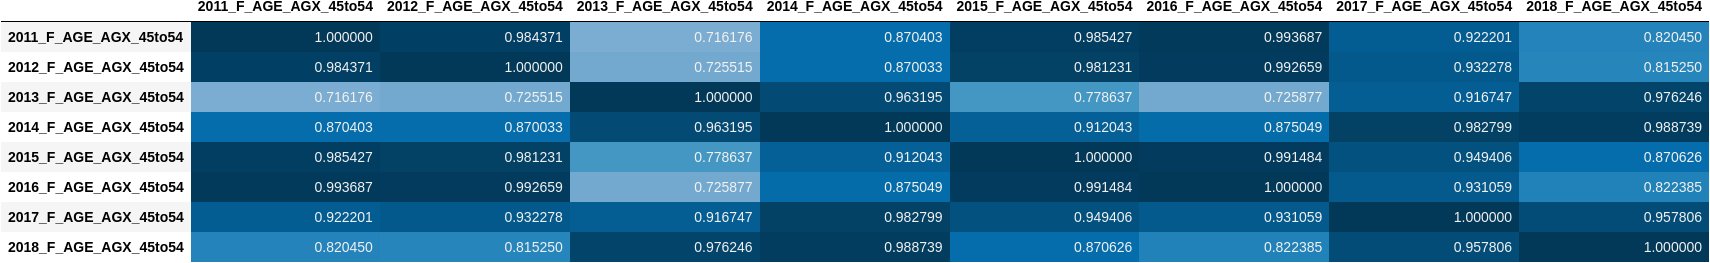 2011_F_AGE_AGX_45to54 2012_F_AGE_AGX_45to54 2013_F_AGE_AGX_45to54 2014_F_AGE_AGX_45to54 2015_F_AGE_AGX_45to54 2016_F_AGE_AGX_45to54 2017_F_AGE_AGX_45to54 2018_F_AGE_AGX_45to54
2011_F_AGE_AGX_45to54 1.000000 0.984371 0.716176 0.870403 0.985427 0.993687 0.922201 0.820450
2012_F_AGE_AGX_45to54 0.984371 1.000000 0.725515 0.870033 0.981231 0.992659 0.932278 0.815250
2013_F_AGE_AGX_45to54 0.716176 0.725515 1.000000 0.963195 0.778637 0.725877 0.916747 0.976246
2014_F_AGE_AGX_45to54 0.870403 0.870033 0.963195 1.000000 0.912043 0.875049 0.982799 0.988739
2015_F_AGE_AGX_45to54 0.985427 0.981231 0.778637 0.912043 1.000000 0.991484 0.949406 0.870626
2016_F_AGE_AGX_45to54 0.993687 0.992659 0.725877 0.875049 0.991484 1.000000 0.931059 0.822385
2017_F_AGE_AGX_45to54 0.922201 0.932278 0.916747 0.982799 0.949406 0.931059 1.000000 0.957806
2018_F_AGE_AGX_45to54 0.820450 0.815250 0.976246 0.988739 0.870626 0.822385 0.957806 1.000000